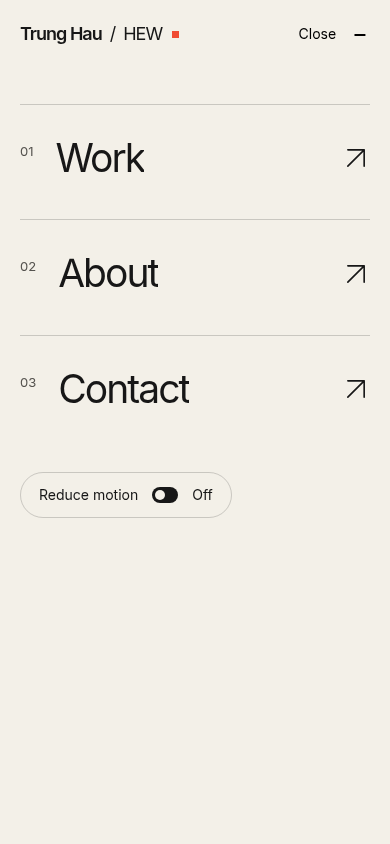 Trung Hau / HEW
Close
01 Work
02 About
03 Contact
Reduce motion Off